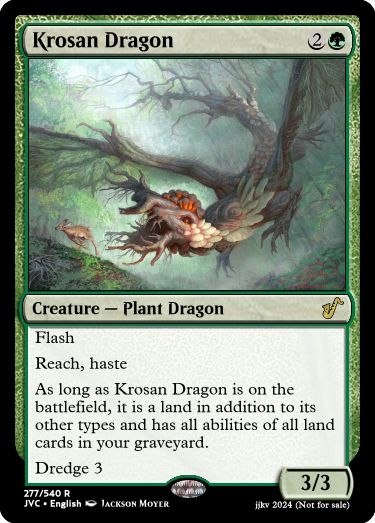 Krosan Dragon 2
Creature — Plant Dragon
Flash
Reach, haste
As long as Krosan Dragon is on the
battlefield, it is a land in addition to its
other types and has all abilities of all land
cards in your graveyard.
Dredge 3
3/3
277/540 R
JVC • English Jackson Moyer
jjkv 2024 (Not for sale)